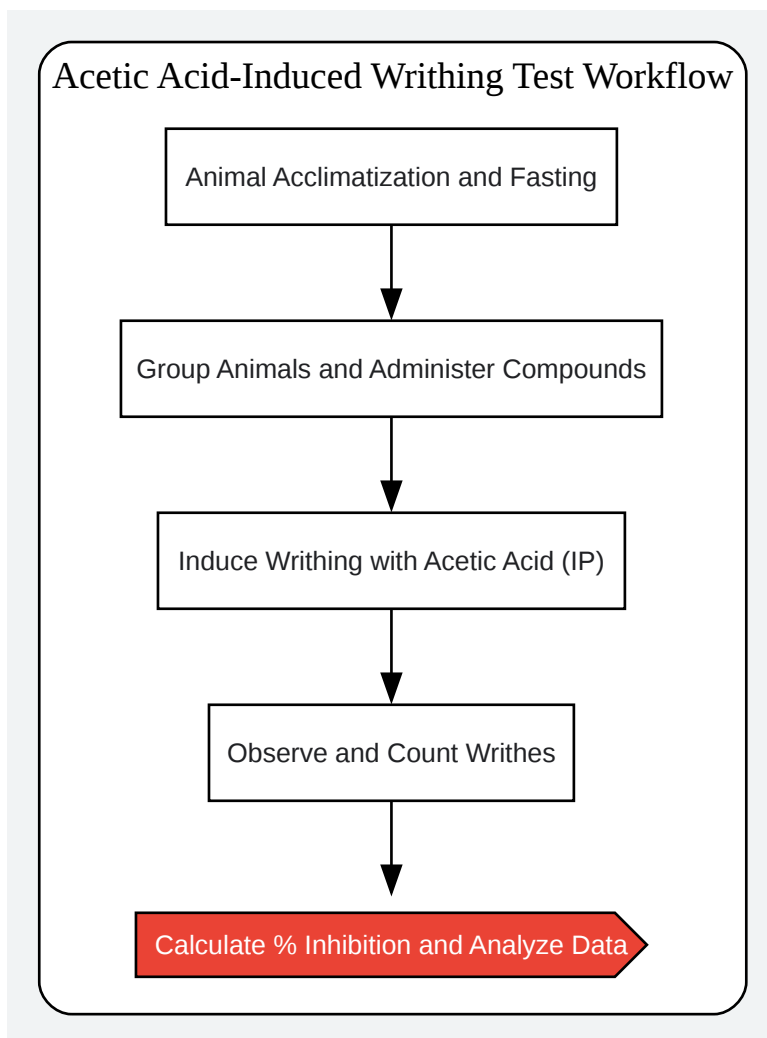 Acetic Acid-Induced Writhing Test Workflow
Animal Acclimatization and Fasting
Group Animals and Administer Compounds
Induce Writhing with Acetic Acid (IP)
Observe and Count Writhes
Calculate % Inhibition and Analyze Data